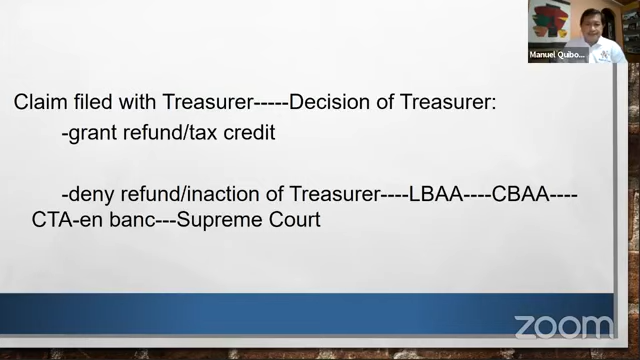 Manuel Quibo...
Claim filed with Treasurer-----Decision of Treasurer:
-grant refund/tax credit
-deny refund/inaction of Treasurer----LBAA----CBAA----
CTA-en banc---Supreme Court
zoom